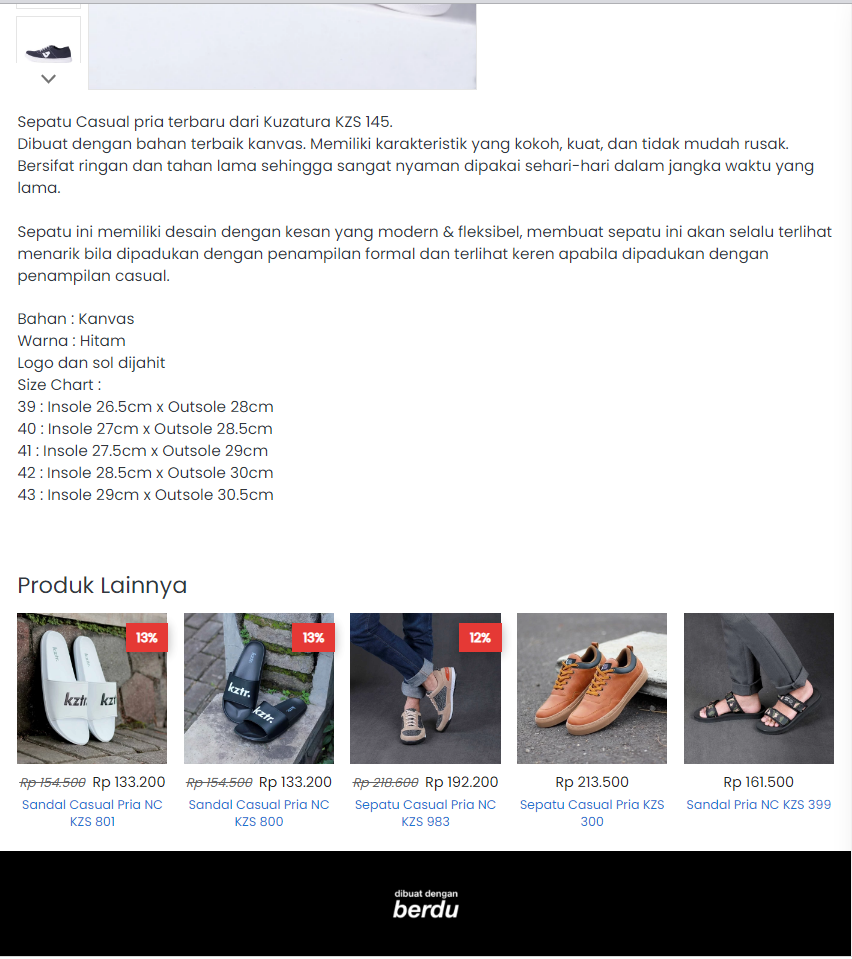 Sepatu Casual pria terbaru dari Kuzatura KZS 145.
Dibuat dengan bahan terbaik kanvas. Memiliki karakteristik yang kokoh, kuat, dan tidak mudah rusak.
Bersifat ringan dan tahan lama sehingga sangat nyaman dipakai sehari-hari dalam jangka waktu yang
lama.
Sepatu ini memiliki desain dengan kesan yang modern & fleksibel, membuat sepatu ini akan selalu terlihat
menarik bila dipadukan dengan penampilan formal dan terlihat keren apabila dipadukan dengan
penampilan casual.
Bahan : Kanvas
Warna : Hitam
Logo dan sol dijahit
Size Chart :
39 : Insole 26.5cm x Outsole 28cm
40 : Insole 27cm x Outsole 28.5cm
41 : Insole 27.5cm x Outsole 29cm
42 : Insole 28.5cm x Outsole 30cm
43 : Insole 29cm x Outsole 30.5cm
Produk Lainnya
13%
kztr.
kz
Rp 154.500 Rp 133.200
Sandal Casual Pria NC
KZS 801
13%
kztr.
kztr.
Rp 154.500 Rp 133.200
Sandal Casual Pria NC
KZS 800
12%
Rp 218.600 Rp 192.200
Sepatu Casual Pria NC
KZS 983
Rp 213.500
Sepatu Casual Pria KZS
300
Rp 161.500
Sandal Pria NC KZS 399
dibuat dengan
berdu